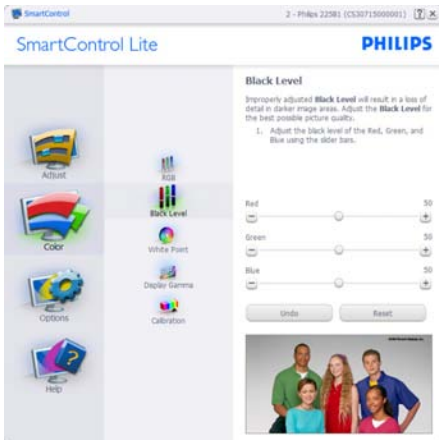 SmartControl
2 - Philips 225B1 (CS30715000001)
SmartControl Lite
PHILIPS
Adjust
Color
Options
Help
RGB
Black Level
White Point
Display Gamma
Calibration
Black Level
Improperly adjusted Black Level will result in a loss of
detail in darker image areas. Adjust the Black Level for
the best possible picture quality.
1. Adjust the black level of the Red, Green, and
Blue using the slider bars.
Red 50
Green 50
Blue 50
Undo
Reset